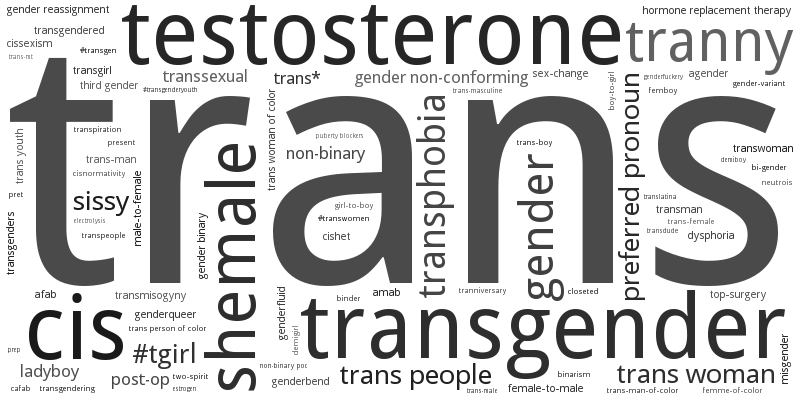 gender reassignment
testosterone
hormone replacement therapy
transgendered
tranny
cissexism
#transgen
trans-mt
transgirl
transsexual
trans*
gender non-conforming
sex-change
genderfuckery
agender
third gender
#transgenderyouth
trans-masculine
boy-to-girl
femboy
gender-variant
trans
transpiration
present
trans youth
trans-man
cisnormativity
pret
sissy
electrolysis
transpeople
male-to-female
transgenders
gender binary
shemale
trans woman of color
puberty blockers
non-binary
girl-to-boy
#transwomen
cishet
transphobia
trans-boy
gender
preferred pronoun
transwoman
demiboy
bi-gender
neutrois
translatina
transman
trans-female
transdude
dysphoria
afab
transmisogyny
genderfluid
binder
amab
tranniversary
closeted
top-surgery
cis
genderqueer
trans person of color
transgender
demigirl
prep
#tgirl
misgender
ladyboy
post-op
two-spirit
estrogen
non-binary poc
genderbend
trans people
binarism
trans woman
cafab
transgendering
trans-male
female-to-male
trans-man-of-color
femme-of-color